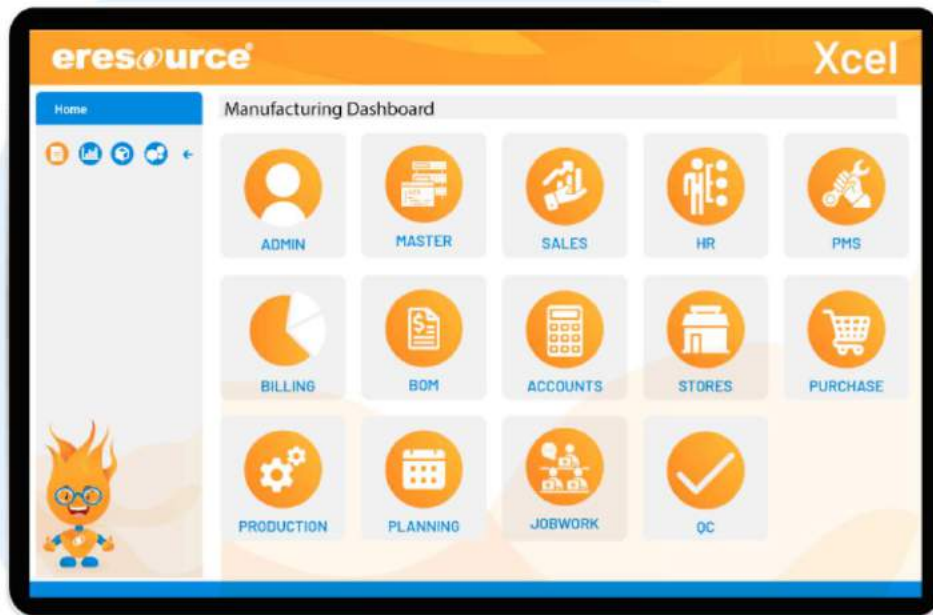 eresource®
Xcel
Home
Manufacturing Dashboard
ADMIN
MASTER
SALES
HR
PMS
BILLING
BOM
ACCOUNTS
STORES
PURCHASE
PRODUCTION
PLANNING
JOBWORK
QC